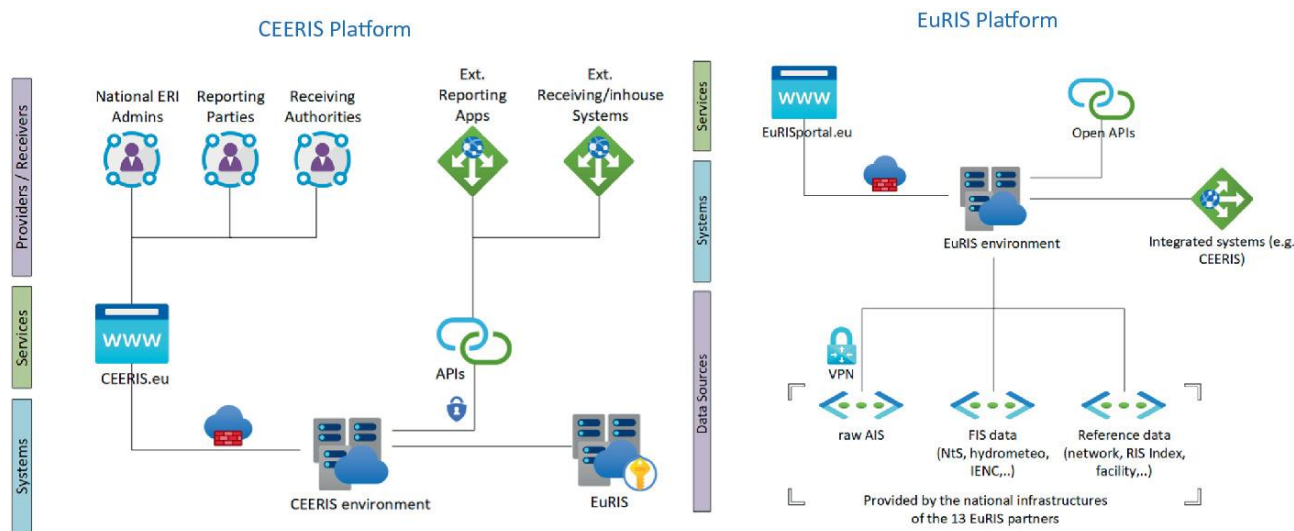 CEERIS Platform
Providers / Receivers
National ERI
Admins
Reporting
Parties
Receiving
Authorities
Ext.
Reporting
Apps
Ext.
Receiving/inhouse
Systems
Services
www
CEERIS.eu
APIs
Systems
CEERIS environment
EuRIS
EuRIS Platform
Services
www
EuRISportal.eu
Open APIs
Systems
EuRIS environment
Integrated systems (e.g.
CEERIS)
Data Sources
VPN
raw AIS
FIS data
(NtS, hydrometeo,
IENC,..)
Reference data
(network, RIS Index,
facility,..)
Provided by the national infrastructures
of the 13 EuRIS partners